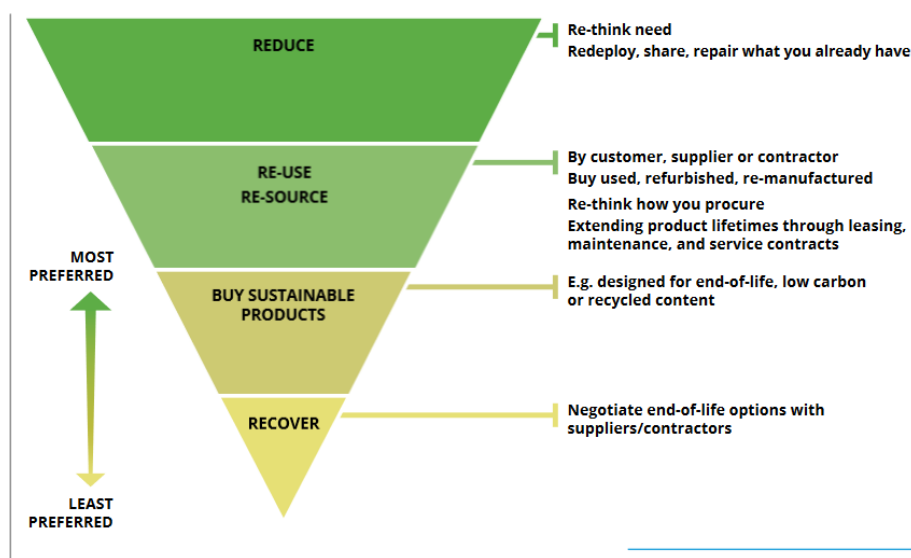 REDUCE
Re-think need
Redeploy, share, repair what you already have
RE-USE
RE-SOURCE
By customer, supplier or contractor
Buy used, refurbished, re-manufactured
Re-think how you procure
Extending product lifetimes through leasing,
maintenance, and service contracts
MOST
PREFERRED
BUY SUSTAINABLE
PRODUCTS
E.g. designed for end-of-life, low carbon
or recycled content
RECOVER
Negotiate end-of-life options with
suppliers/contractors
LEAST
PREFERRED